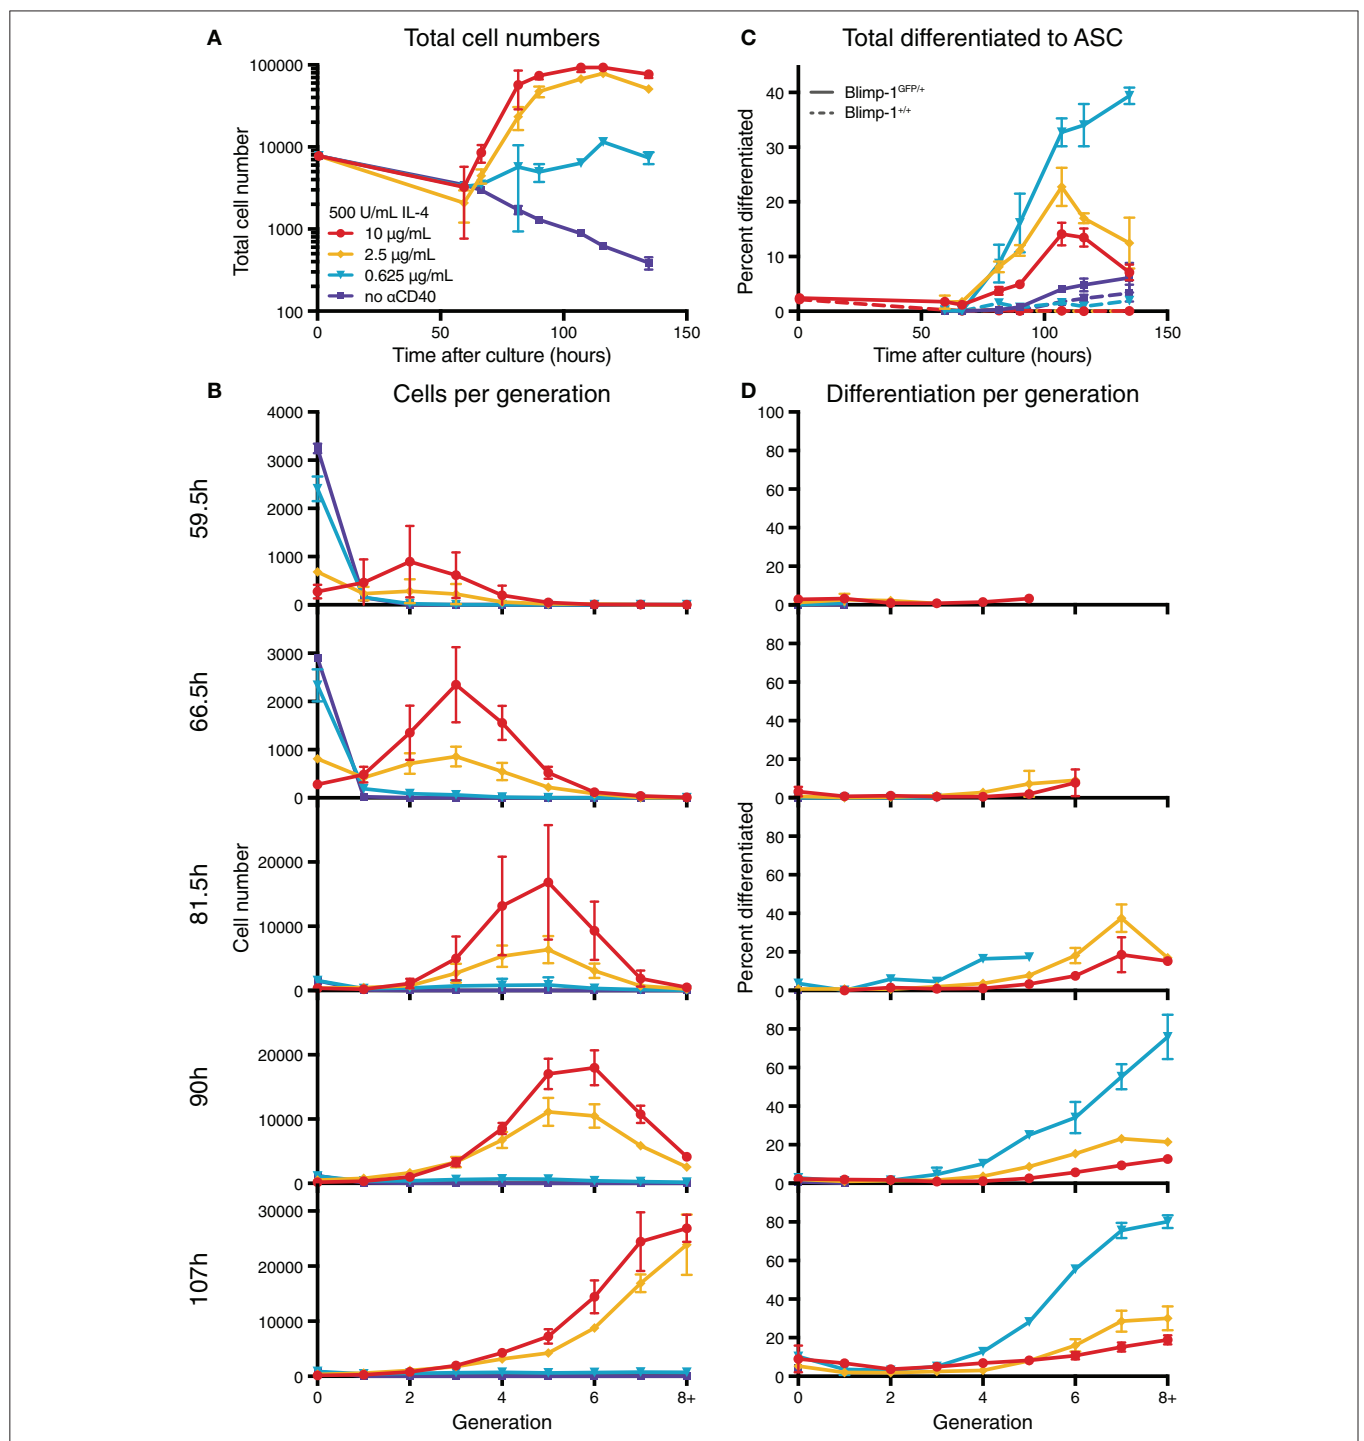 A Total cell numbers
100000
10000
1000
100
Total cell number
500 U/mL IL-4
10 µg/mL
2.5 µg/mL
0.625 µg/mL
no αCD40
0 50 100 150
Time after culture (hours)
C Total differentiated to ASC
40
30
20
10
0
Percent differentiated
Blimp-1GFP/+
Blimp-1+/+
0 50 100 150
Time after culture (hours)
B Cells per generation
59.5h
4000
3000
2000
1000
0
66.5h
3000
2000
1000
0
81.5h
Cell number
20000
10000
0
90h
20000
10000
0
107h
30000
20000
10000
0
0 2 4 6 8+
Generation
D Differentiation per generation
100
80
60
40
20
0
80
60
40
20
0
Percent differentiated
80
60
40
20
0
80
60
40
20
0
80
60
40
20
0
0 2 4 6 8+
Generation